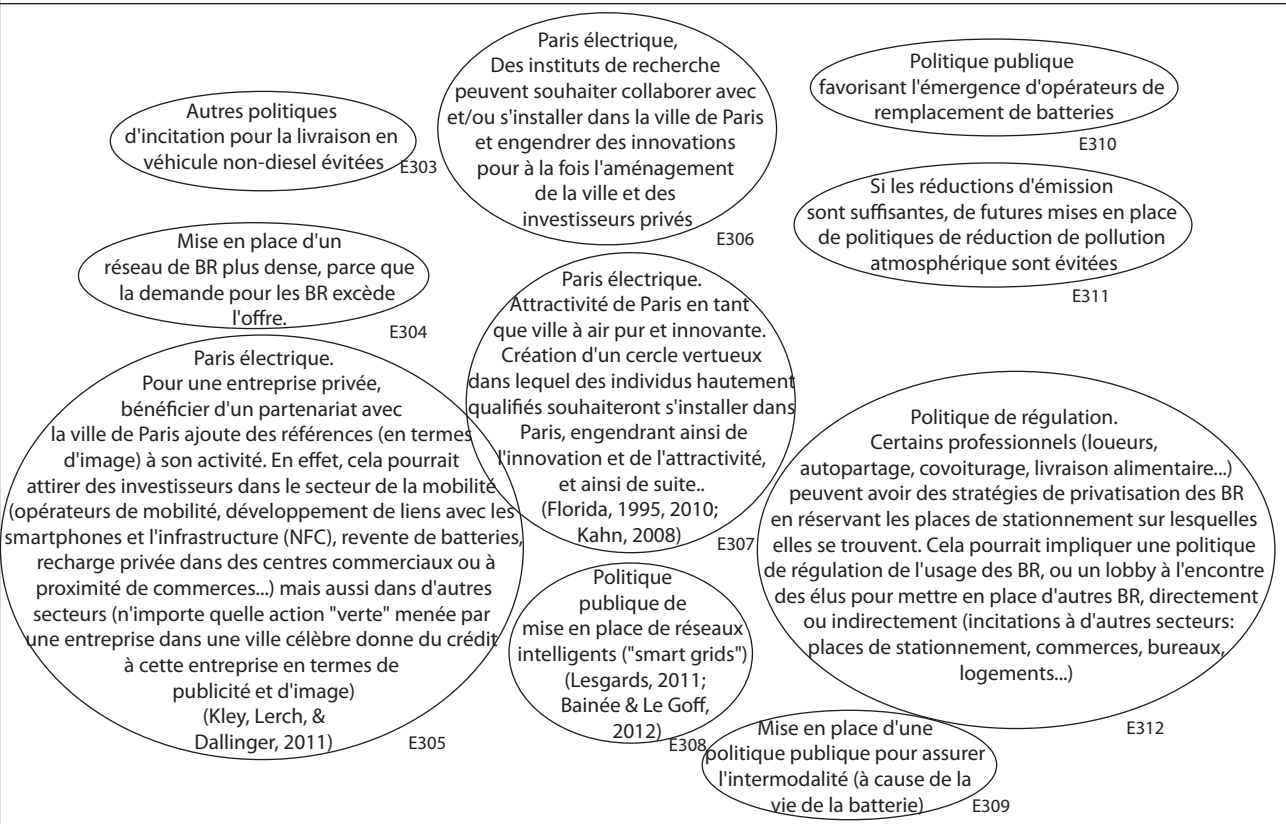 Autres politiques
d'incitation pour la livraison en
véhicule non-diesel évitées
E303
Mise en place d'un
réseau de BR plus dense, parce que
la demande pour les BR excède
l'offre.
E304
Paris électrique.
Pour une entreprise privée,
bénéficier d'un partenariat avec
la ville de Paris ajoute des références (en termes
d'image) à son activité. En effet, cela pourrait
attirer des investisseurs dans le secteur de la mobilité
(opérateurs de mobilité, développement de liens avec les
smartphones et l'infrastructure (NFC), revente de batteries,
recharge privée dans des centres commerciaux ou à
proximité de commerces...) mais aussi dans d'autres
secteurs (n'importe quelle action "verte" menée par
une entreprise dans une ville célèbre donne du crédit
à cette entreprise en termes de
publicité et d'image)
(Kley, Lerch, &
Dallinger, 2011)
E305
Paris électrique,
Des instituts de recherche
peuvent souhaiter collaborer avec
et/ou s'installer dans la ville de Paris
et engendrer des innovations
pour à la fois l'aménagement
de la ville et des
investisseurs privés
E306
Paris électrique.
Attractivité de Paris en tant
que ville à air pur et innovante.
Création d'un cercle vertueux
dans lequel des individus hautement
qualifiés souhaiteront s'installer dans
Paris, engendrant ainsi de
l'innovation et de l'attractivité,
et ainsi de suite..
(Florida, 1995, 2010;
Kahn, 2008)
E307
Politique
publique de
mise en place de réseaux
intelligents ("smart grids")
(Lesgards, 2011;
Bainée & Le Goff,
2012)
E308
Mise en place d'une
politique publique pour assurer
l'intermodalité (à cause de la
vie de la batterie)
E309
Politique publique
favorisant l'émergence d'opérateurs de
remplacement de batteries
E310
Si les réductions d'émission
sont suffisantes, de futures mises en place
de politiques de réduction de pollution
atmosphérique sont évitées
E311
Politique de régulation.
Certains professionnels (loueurs,
autopartage, covoiturage, livraison alimentaire...)
peuvent avoir des stratégies de privatisation des BR
en réservant les places de stationnement sur lesquelles
elles se trouvent. Cela pourrait impliquer une politique
de régulation de l'usage des BR, ou un lobby à l'encontre
des élus pour mettre en place d'autres BR, directement
ou indirectement (incitations à d'autres secteurs:
places de stationnement, commerces, bureaux,
logements...)
E312